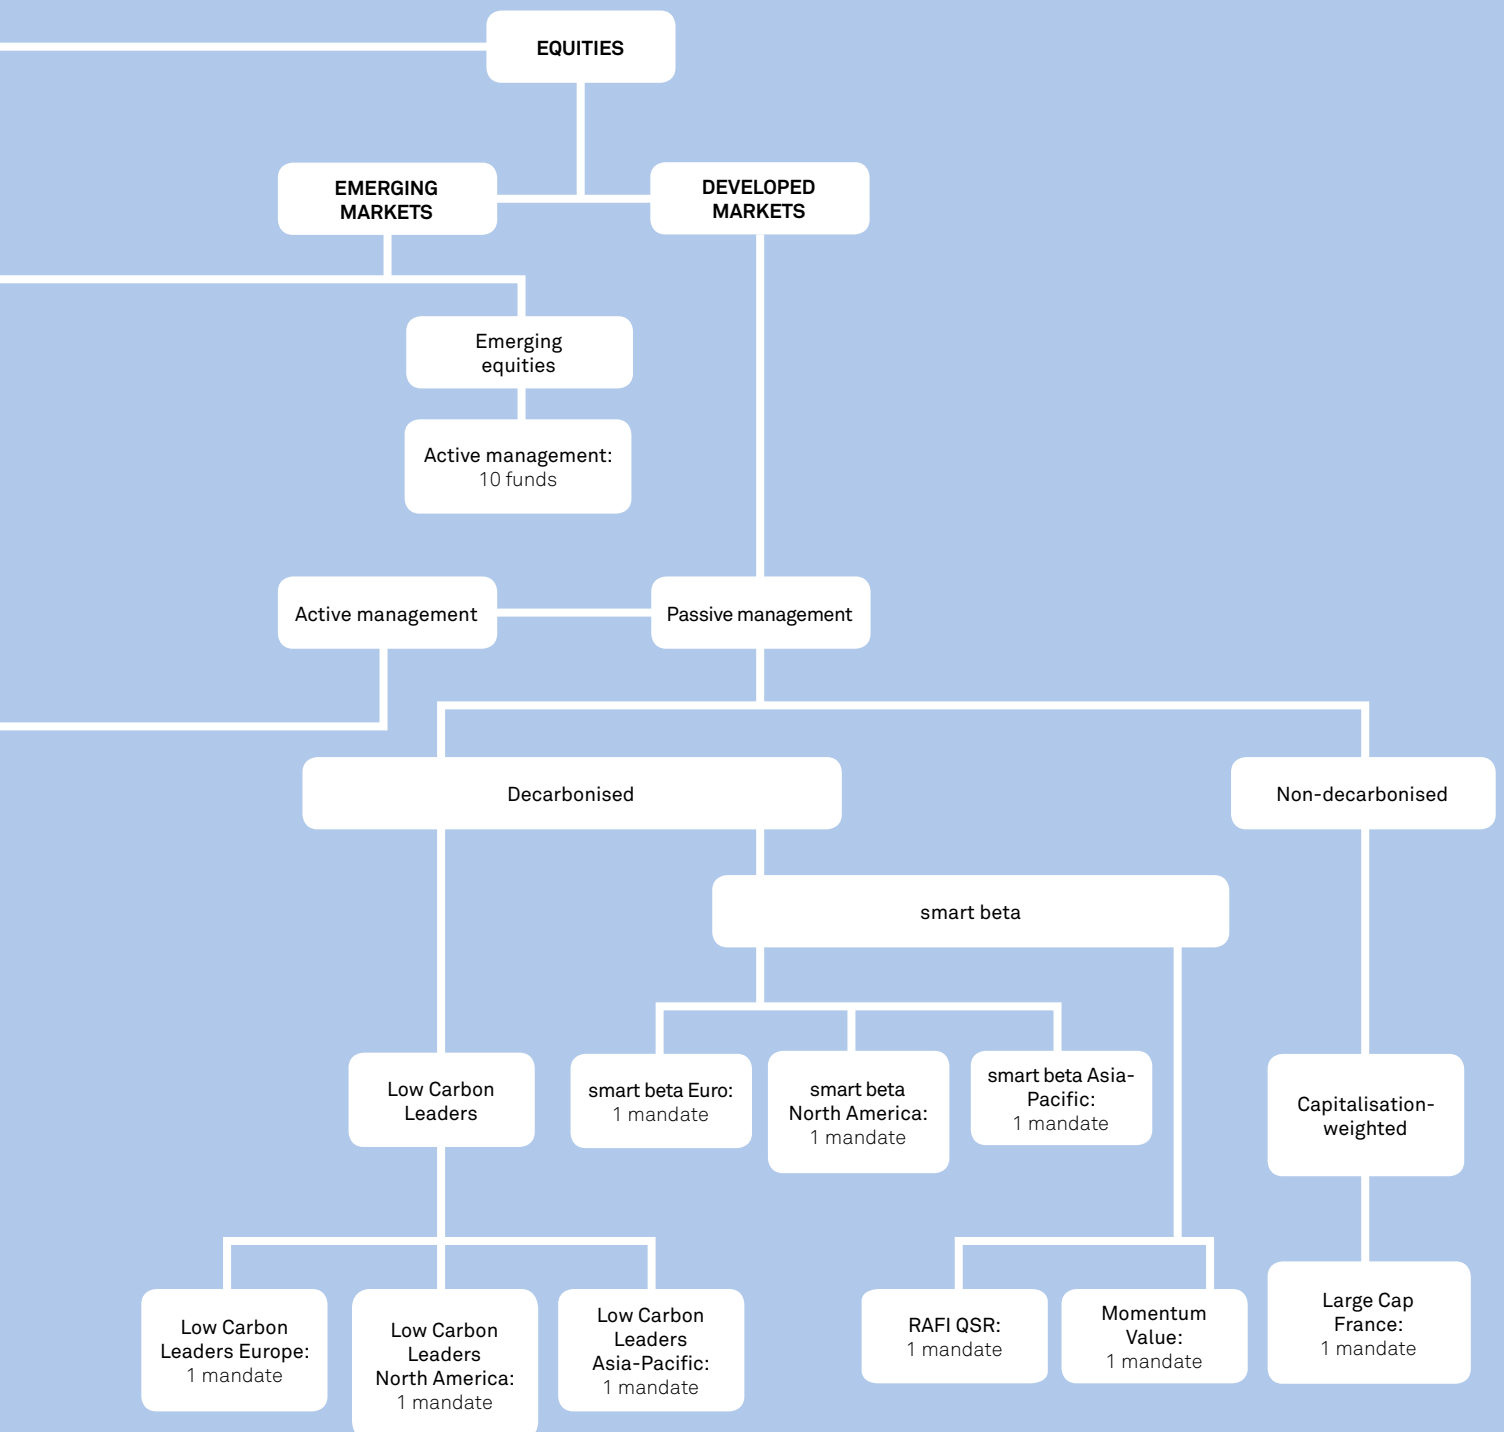 EQUITIES
EMERGING
MARKETS
DEVELOPED
MARKETS
Emerging
equities
Active management:
10 funds
Active management
Passive management
Decarbonised
Non-decarbonised
smart beta
Low Carbon
Leaders
smart beta Euro:
1 mandate
smart beta
North America:
1 mandate
smart beta Asia-
Pacific:
1 mandate
Capitalisation-
weighted
Low Carbon
Leaders Europe:
1 mandate
Low Carbon
Leaders
North America:
1 mandate
Low Carbon
Leaders
Asia-Pacific:
1 mandate
RAFI QSR:
1 mandate
Momentum
Value:
1 mandate
Large Cap
France:
1 mandate